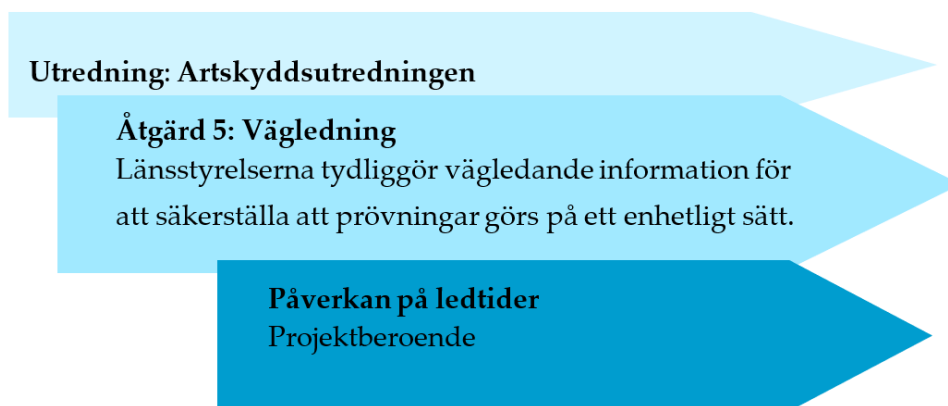 Utredning: Artskyddsutredningen
Åtgärd 5: Vägledning
Länsstyrelserna tydliggör vägledande information för
att säkerställa att prövningar görs på ett enhetligt sätt.
Påverkan på ledtider
Projektberoende